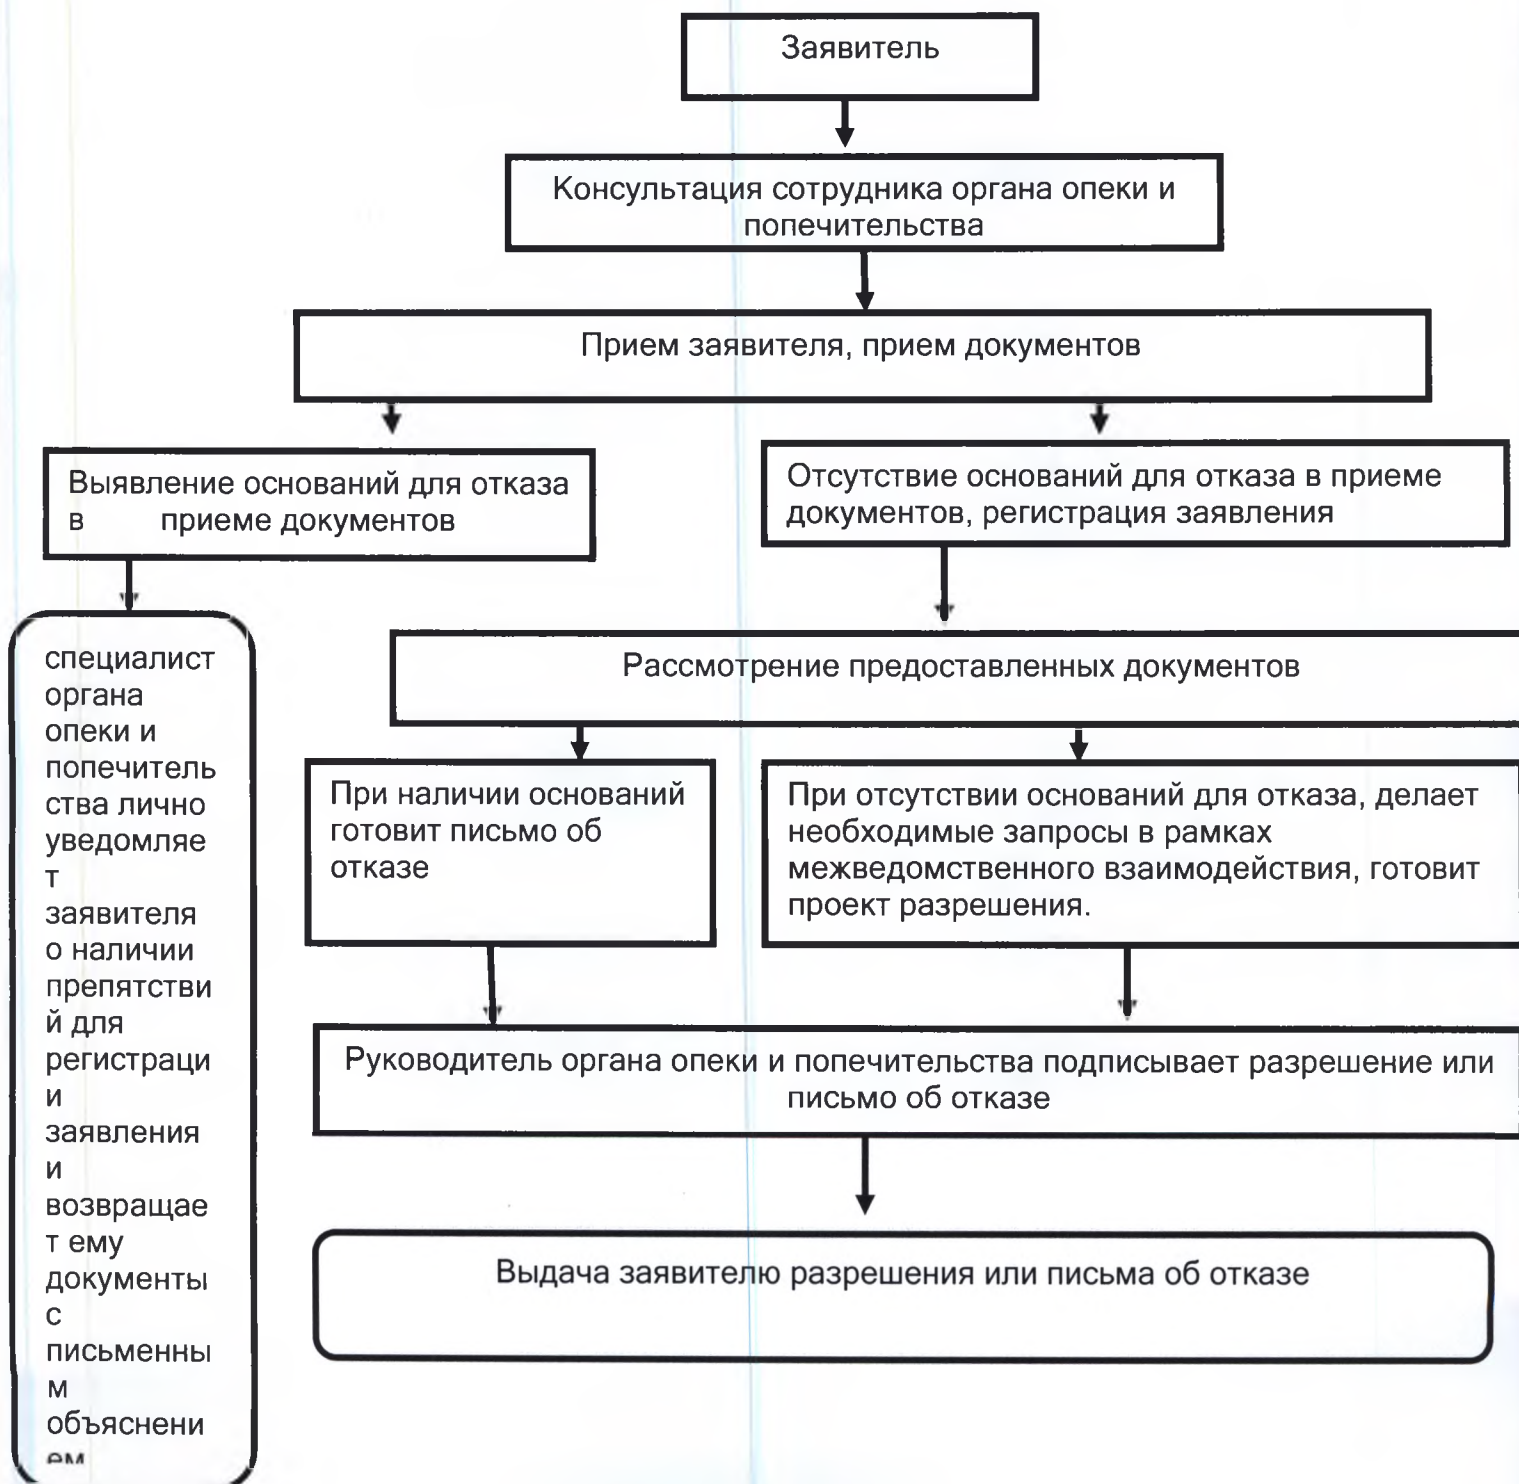 Заявитель
Консультация сотрудника органа опеки и
попечительства
Прием заявителя, прием документов
Выявление оснований для отказа
в приеме документов
Отсутствие оснований для отказа в приеме
документов, регистрация заявления
специалист
органа
опеки и
попечитель
ства лично
уведомляе
т
заявителя
о наличии
препятстви
й для
регистраци
и
заявления
и
возвращае
т ему
документы
с
письменны
м
объяснени
ем
Рассмотрение предоставленных документов
При наличии оснований
готовит письмо об
отказе
При отсутствии оснований для отказа, делает
необходимые запросы в рамках
межведомственного взаимодействия, готовит
проект разрешения.
Руководитель органа опеки и попечительства подписывает разрешение или
письмо об отказе
Выдача заявителю разрешения или письма об отказе